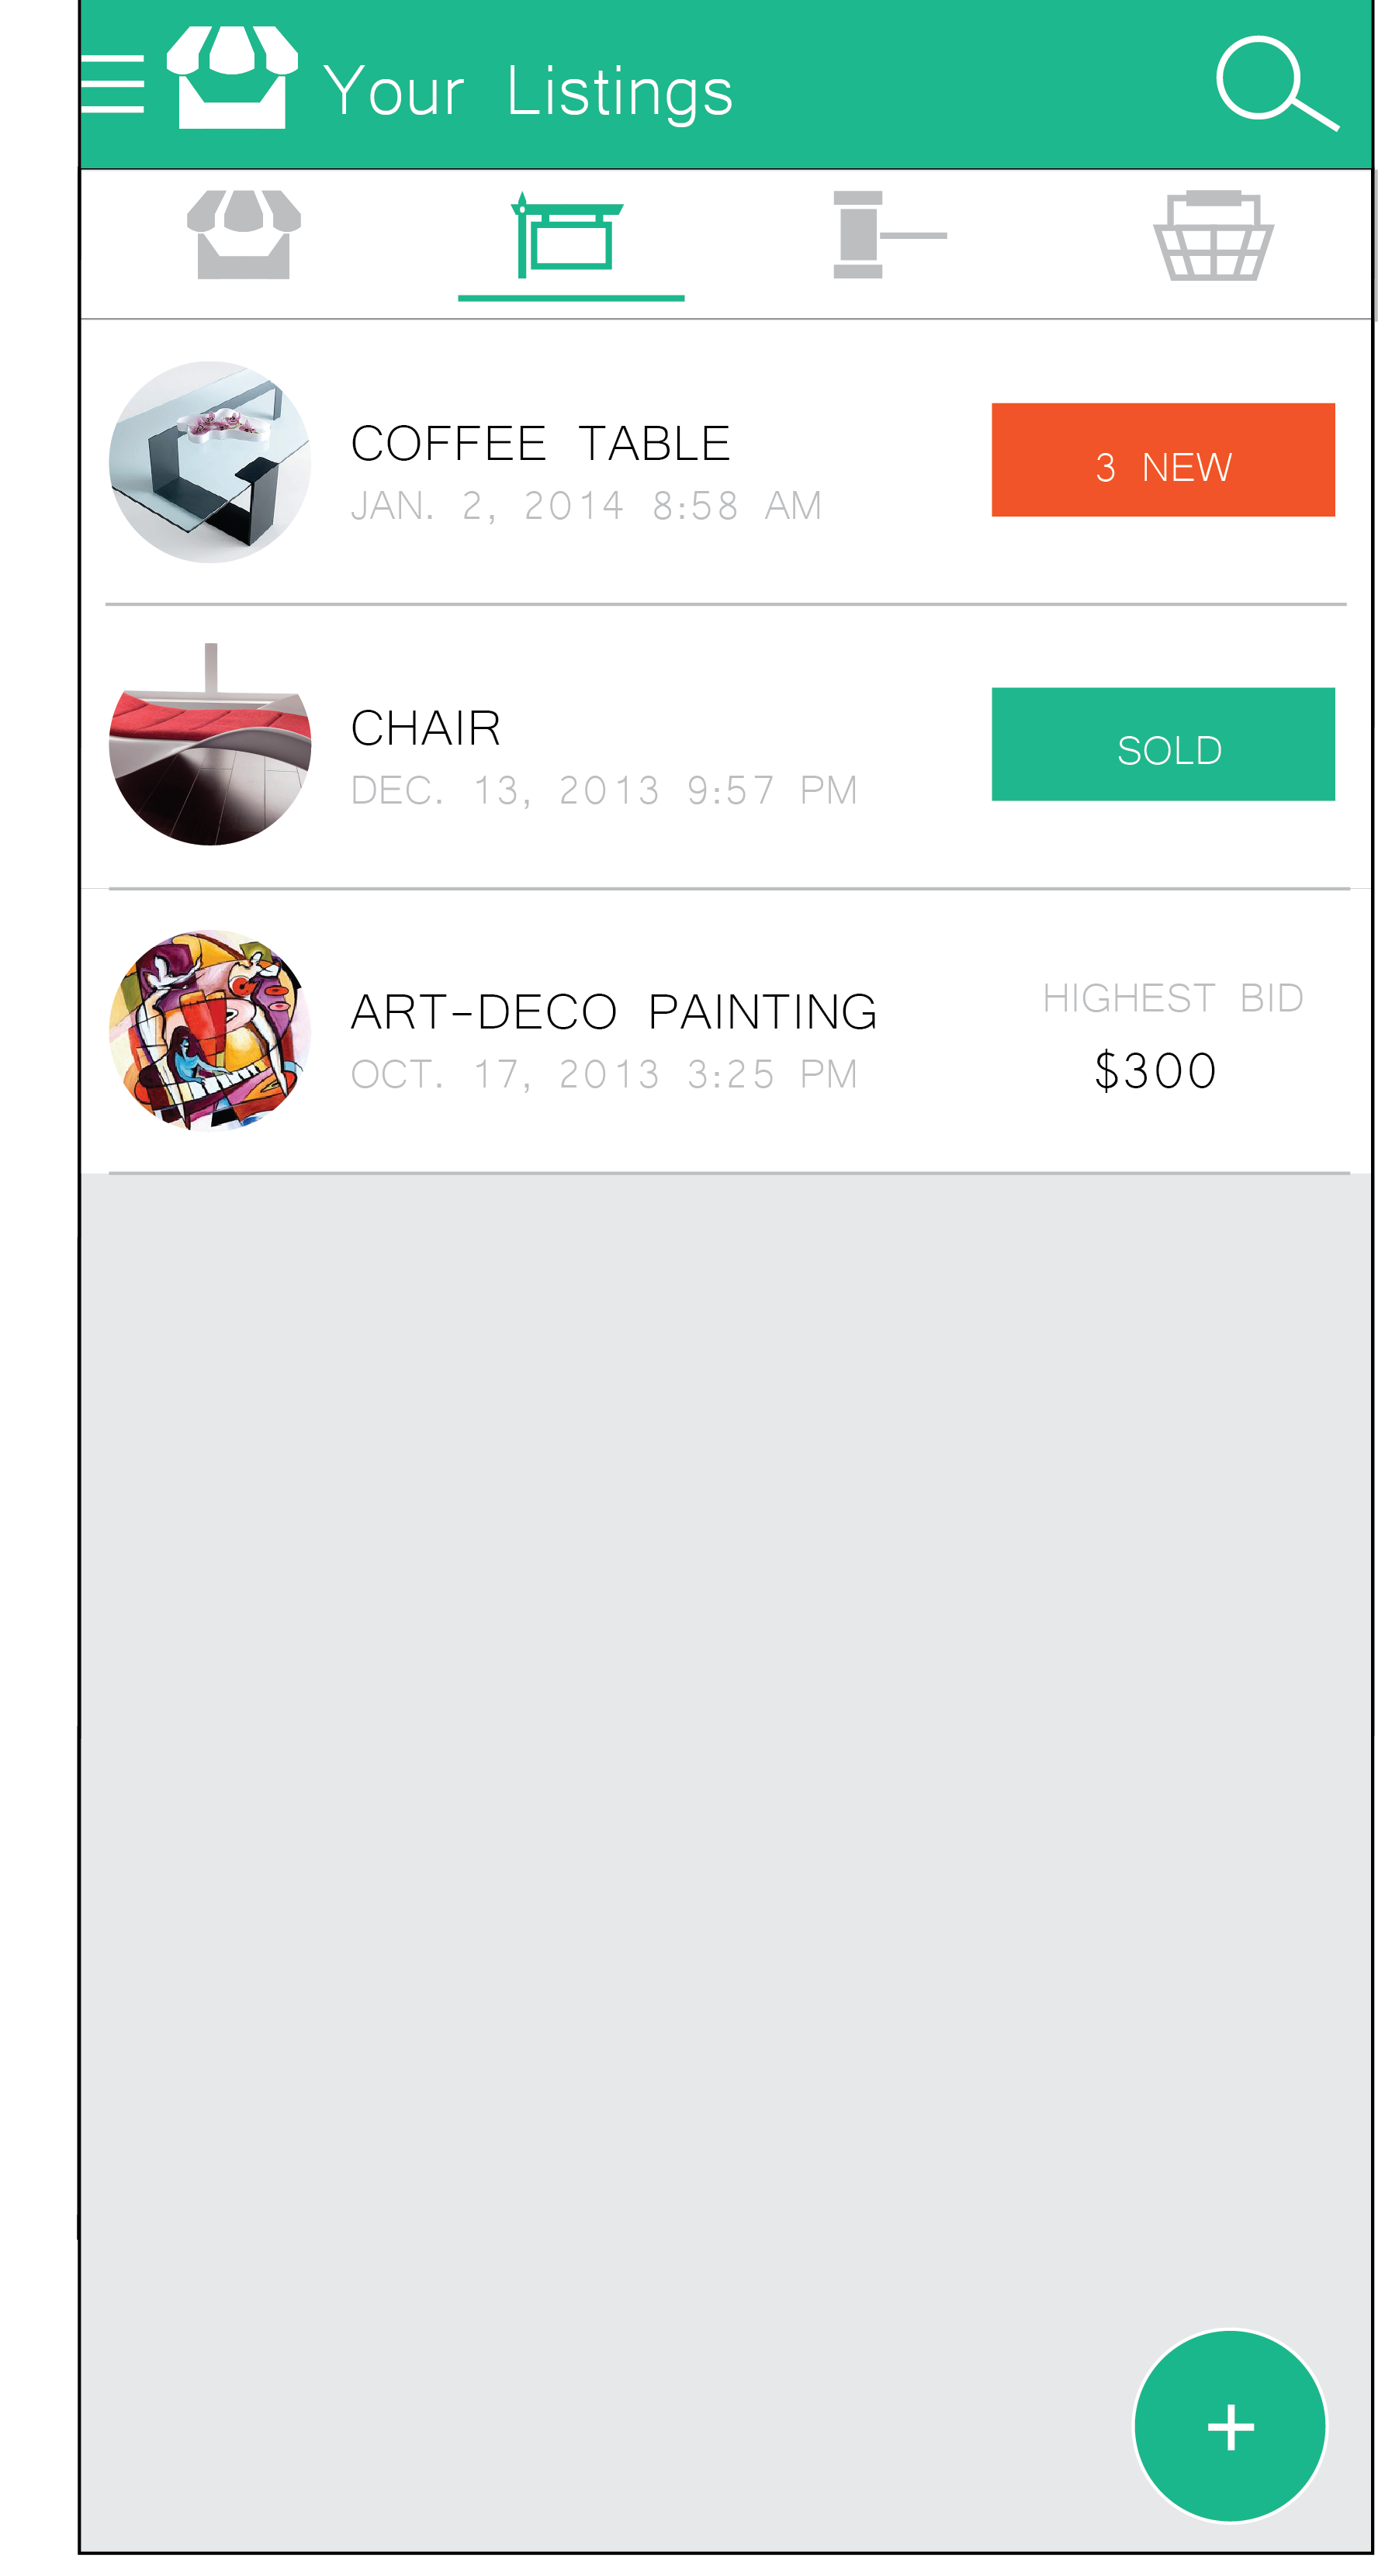 Your Listings
COFFEE TABLE
JAN. 2, 2014 8:58 AM
3 NEW
CHAIR
DEC. 13, 2013 9:57 PM
SOLD
ART-DECO PAINTING
OCT. 17, 2013 3:25 PM
HIGHEST BID
$300
+